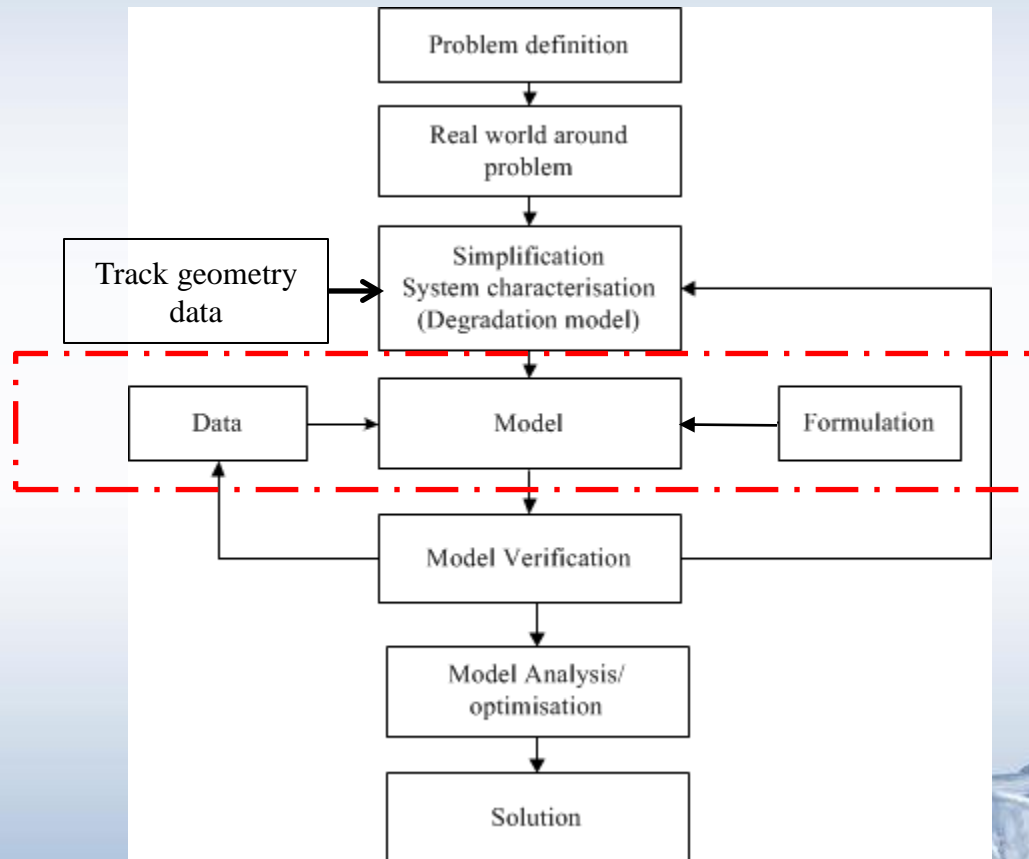 Problem definition
Real world around
problem
Simplification
System characterisation
(Degradation model)
Track geometry
data
Data
Model
Formulation
Model Verification
Model Analysis/
optimisation
Solution